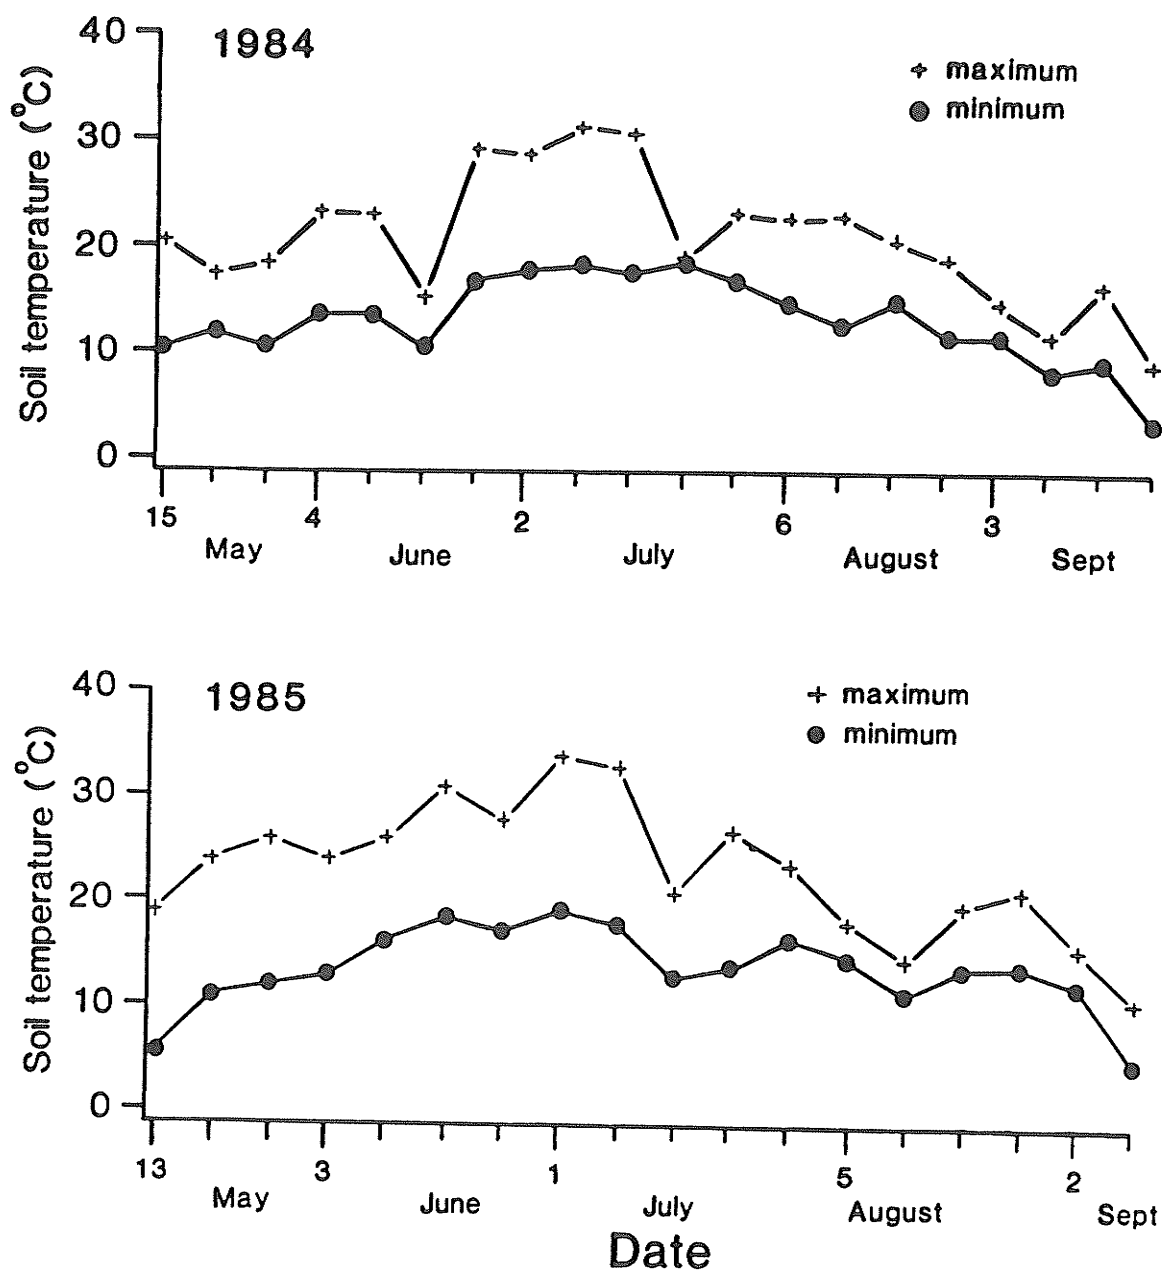 1984
maximum
minimum
Soil temperature (°C)
40
30
20
10
0
15 4 2 6 3
May June July August Sept
1985
maximum
minimum
Soil temperature (°C)
40
30
20
10
0
13 3 1 5 2
May June July August Sept
Date